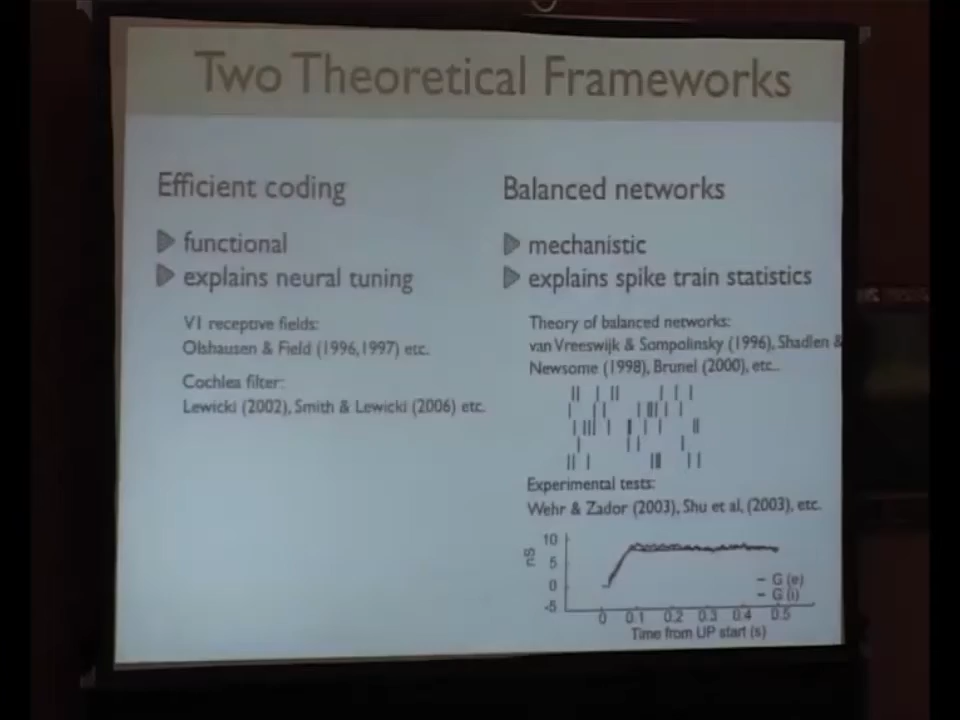 Two Theoretical Frameworks
Efficient coding
functional
explains neural tuning
V1 receptive fields:
Olshausen & Field (1996,1997) etc.
Cochlea filter:
Lewicki (2002), Smith & Lewicki (2006) etc.
Balanced networks
mechanistic
explains spike train statistics
Theory of balanced networks:
van Vreeswijk & Sompolinsky (1996), Shadlen &
Newsome (1998), Brunel (2000), etc..
Experimental tests:
Wehr & Zador (2003), Shu et al, (2003), etc.
nS
10
5
0
-5
G (e)
G (i)
0 0.1 0.2 0.3 0.4 0.5
Time from UP start (s)